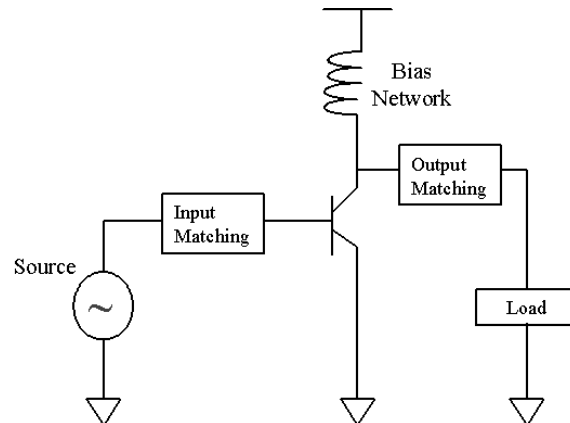 Bias
Network
Output
Matching
Input
Matching
Source
~
Load